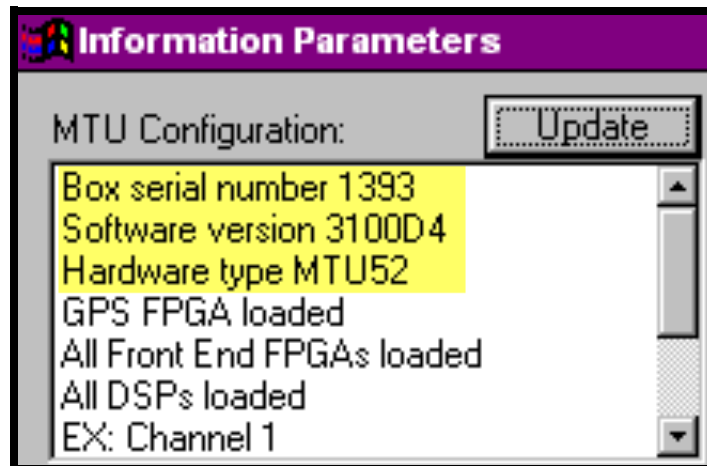 Information Parameters
MTU Configuration:
Update
Box serial number 1393
Software version 3100D4
Hardware type MTU52
GPS FPGA loaded
All Front End FPGAs loaded
All DSPs loaded
EX: Channel 1